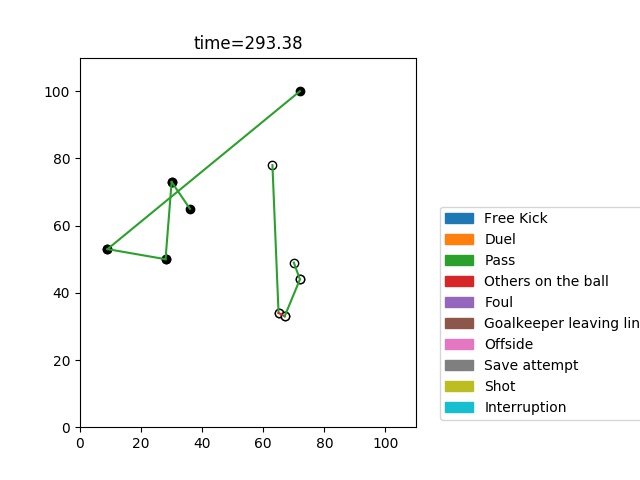 time=293.38
100
80
60
40
20
0
0 20 40 60 80 100
Free Kick
Duel
Pass
Others on the ball
Foul
Goalkeeper leaving lin
Offside
Save attempt
Shot
Interruption